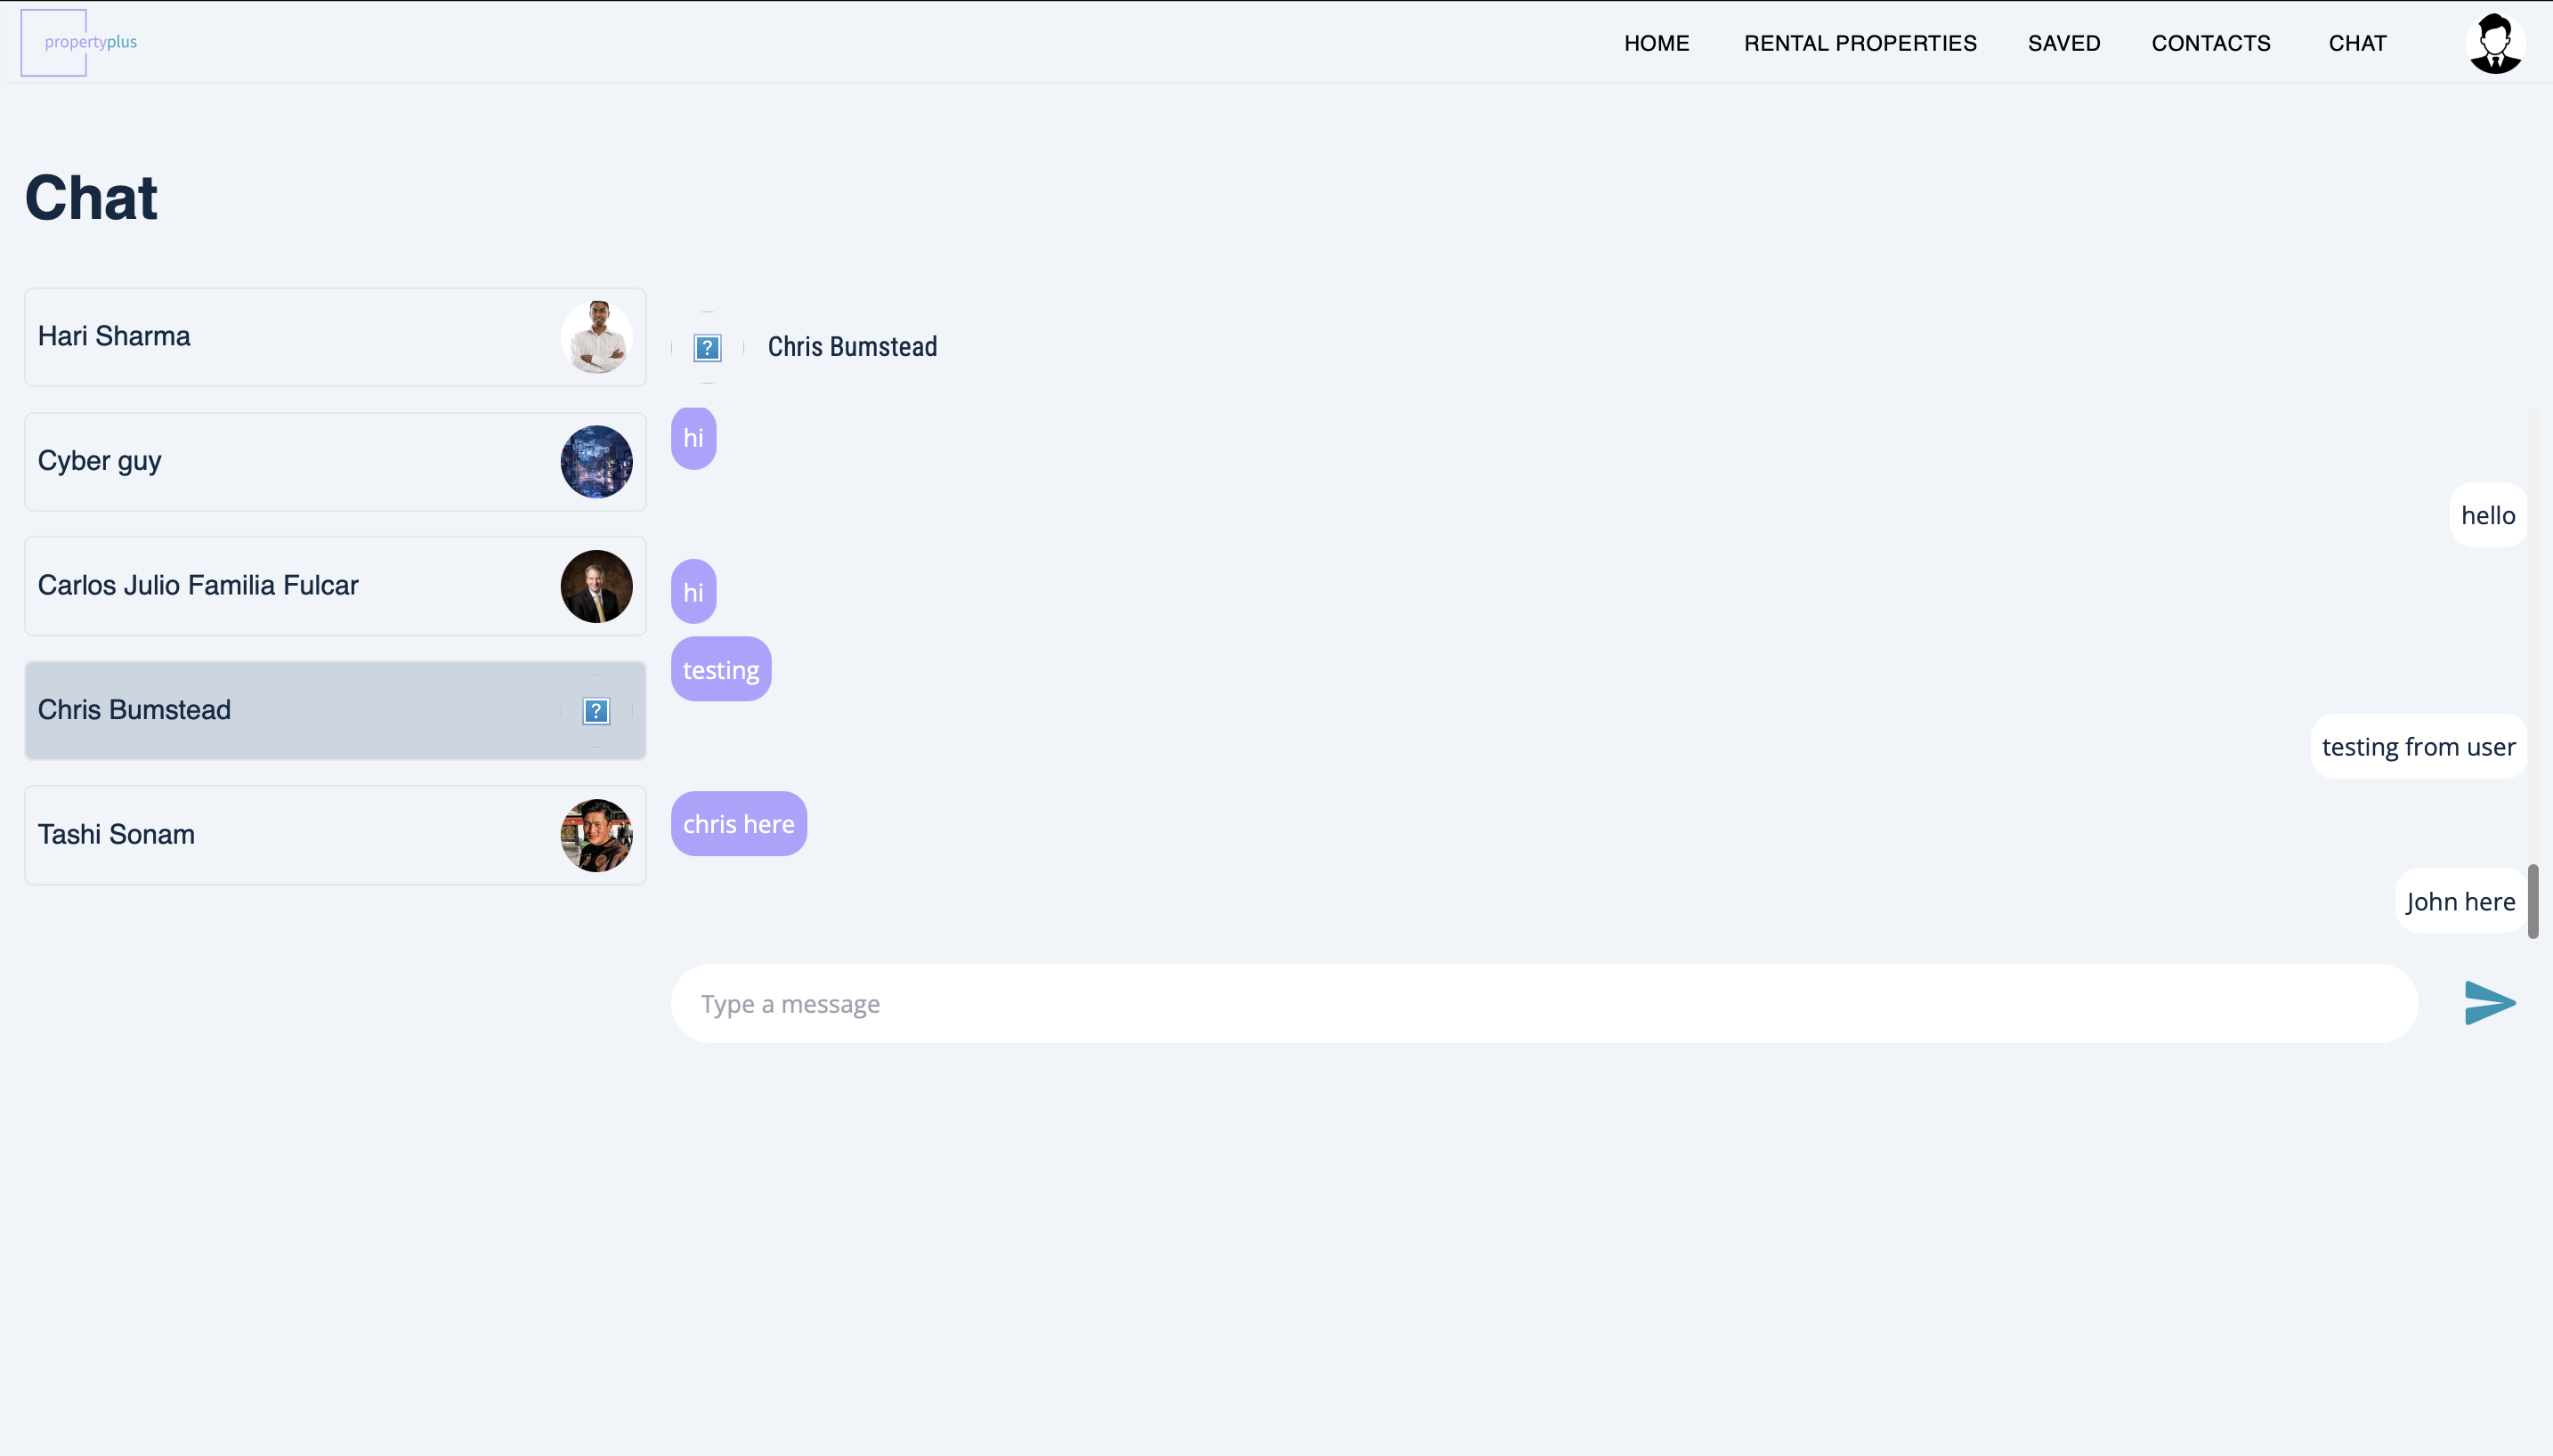 propertyplus
HOME RENTAL PROPERTIES SAVED CONTACTS CHAT
Chat
Hari Sharma
Cyber guy
Carlos Julio Familia Fulcar
Chris Bumstead
?
Tashi Sonam
?
Chris Bumstead
hi
hello
hi
testing
testing from user
chris here
John here
Type a message